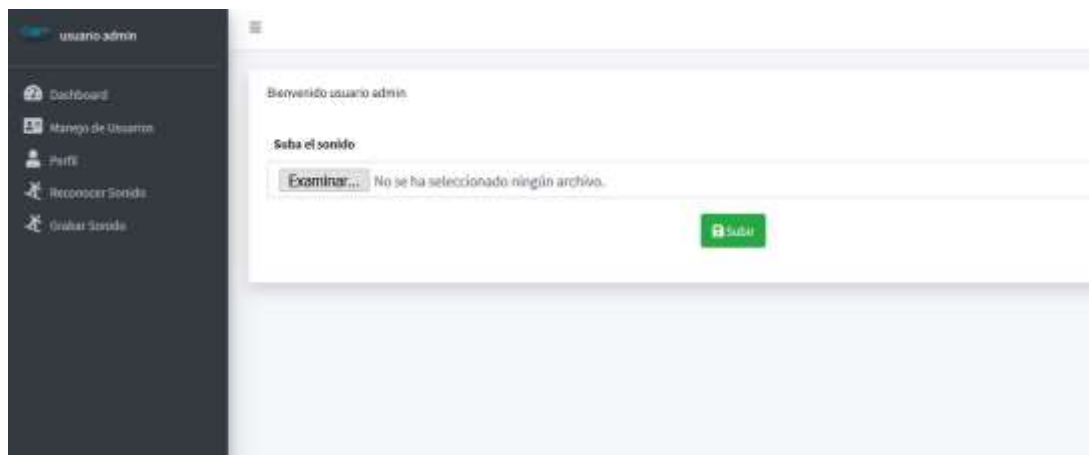 usuario admin
Dashboard
Manejo de Usuarios
Perfil
Reconocer Sonido
Grabar Sonido
Bienvenido usuario admin
Suba el sonido
Examinar... No se ha seleccionado ningún archivo.
Subir